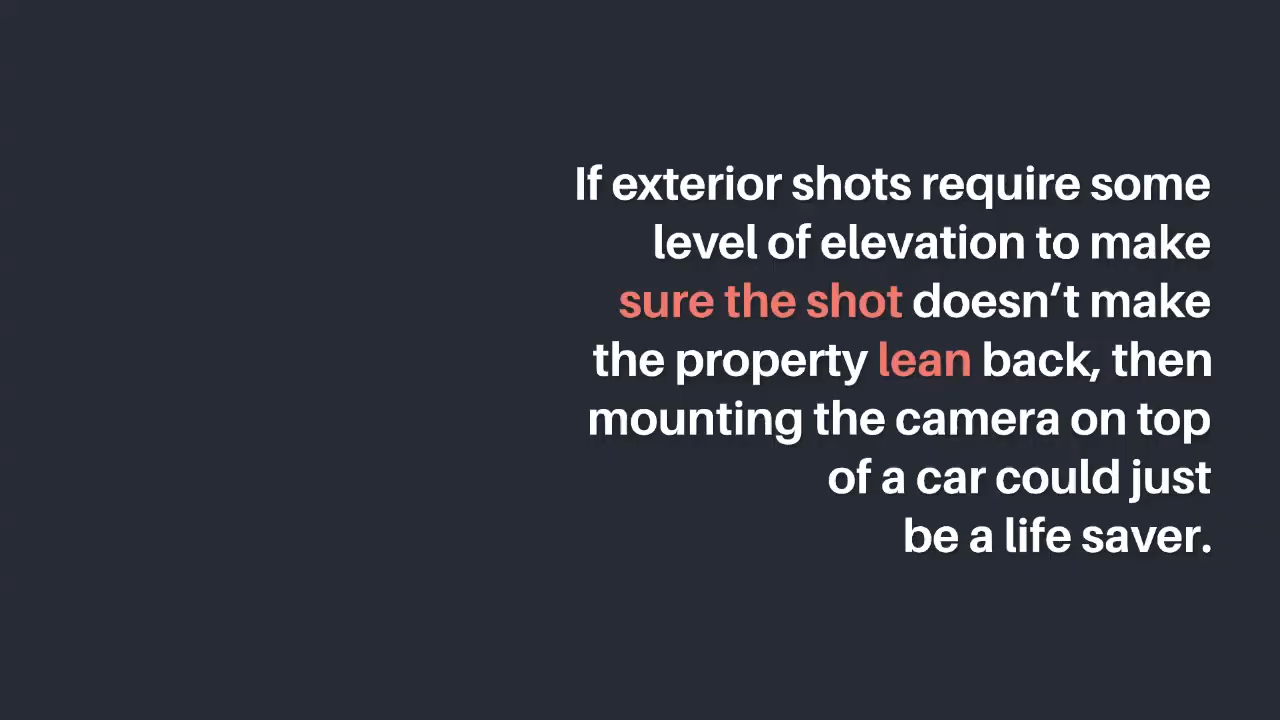 If exterior shots require some
level of elevation to make
sure the shot doesn’t make
the property lean back, then
mounting the camera on top
of a car could just
be a life saver.